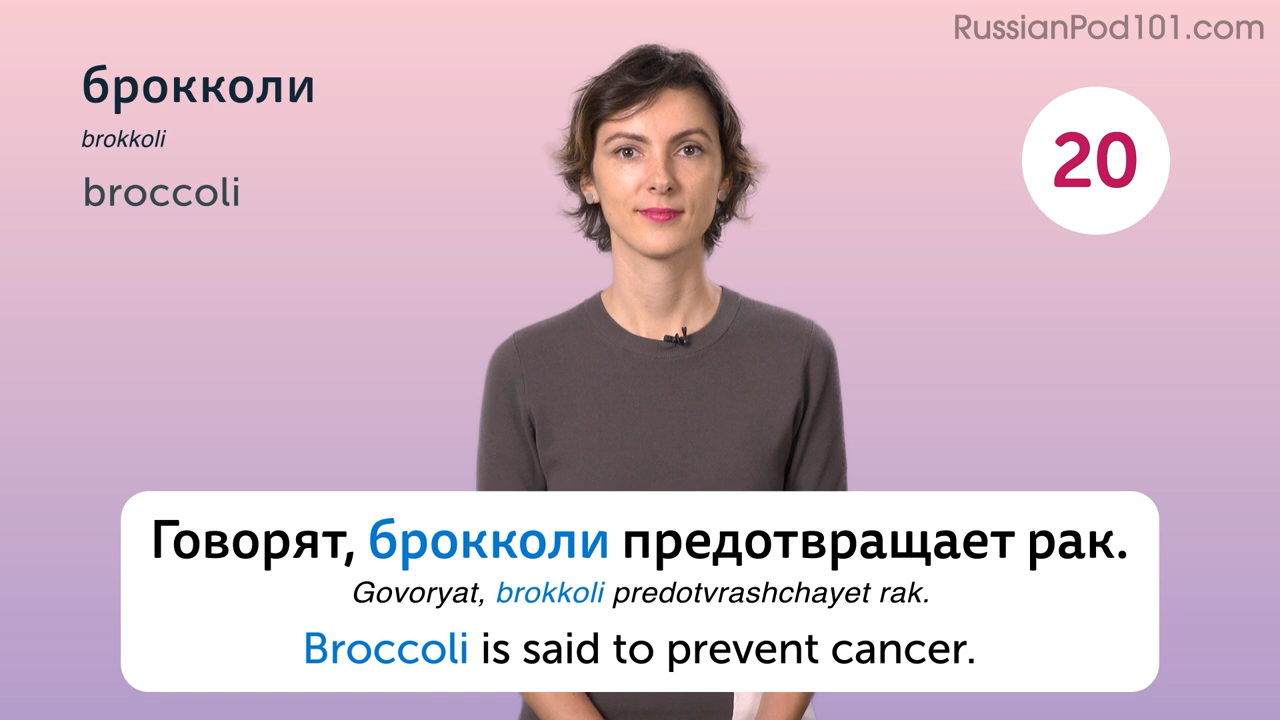 RussianPod101.com
брокколи
brokkoli
broccoli
20
Говорят, брокколи предотвращает рак.
Govoryat, brokkoli predotvrashchayet rak.
Broccoli is said to prevent cancer.